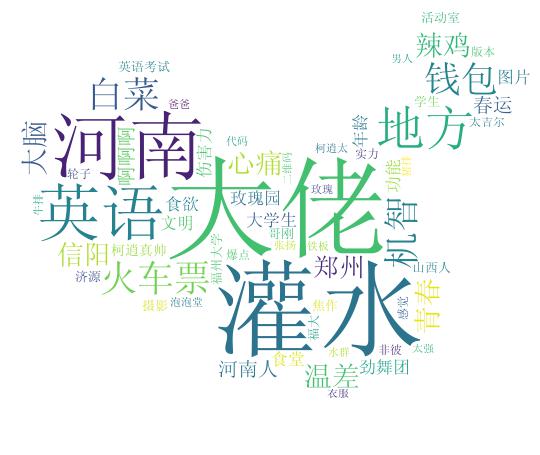 活动室
辣鸡
版本
男人
英语考试
钱包
图片
白菜
爸爸
学生
春运
太吉尔
大脑
河南
啊啊啊
伤害力
代码
年龄
地方
柯逍太
实力
心痛
二维码
轮子
大佬
功能
牛排
英语
食欲
文明
玫瑰园
玫瑰
大学生
机智
哥刚
信阳
柯逍真帅
福州大学
爆点
张扬
铁板
济源
火车票
郑州
山西人
摄影
泡泡堂
灌水
焦作
福大
感觉
青春
食堂
水群
非彼
太强
河南人
温差
劲舞团
衣服